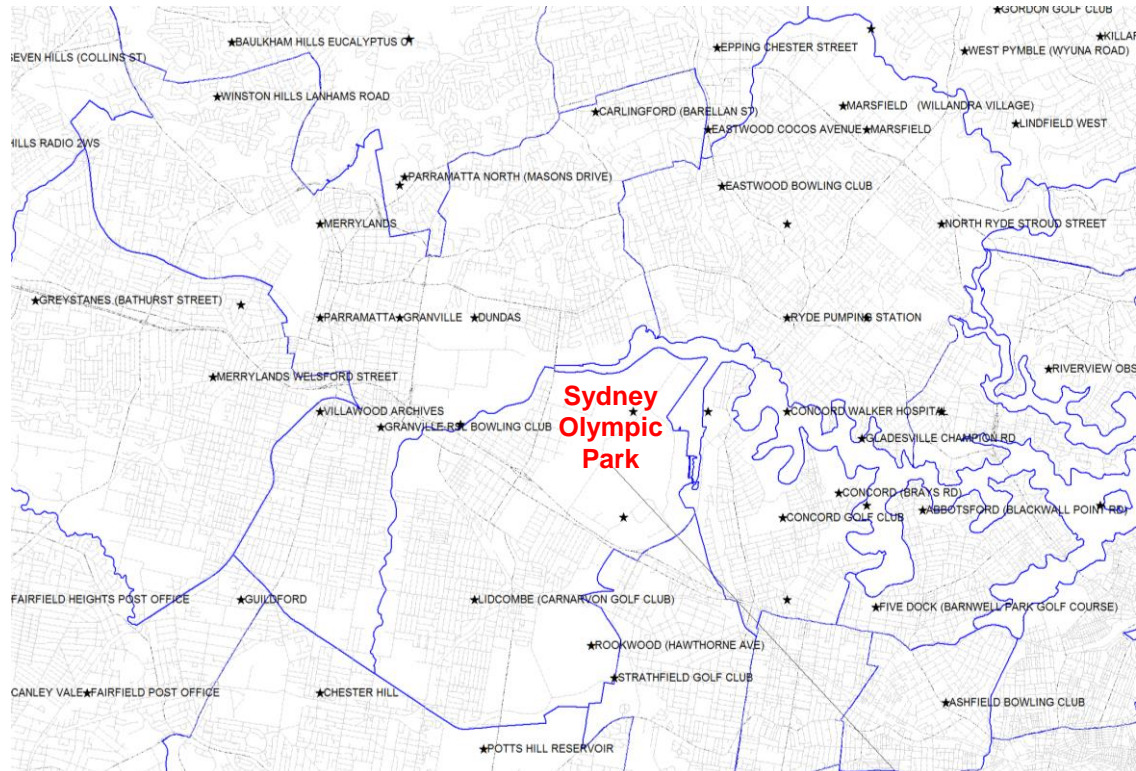 GORDON GOLF CLUB
KILLAR
BAULKHAM HILLS EUCALYPTUS C
EPPING CHESTER STREET
WEST PYMBLE (WYUNA ROAD)
SEVEN HILLS (COLLINS ST)
WINSTON HILLS LANHAMS ROAD
CARLINGFORD (BARELLAN ST)
MARSFIELD (WILLANDRA VILLAGE)
LINDFIELD WEST
EASTWOOD COCOS AVENUE
MARSFIELD
HILLS RADIO 2WS
PARRAMATTA NORTH (MASONS DRIVE)
EASTWOOD BOWLING CLUB
MERRYLANDS
NORTH RYDE STROUD STREET
GREYSTANES (BATHURST STREET)
PARRAMATTA
GRANVILLE
DUNDAS
RYDE PUMPING STATION
RIVERVIEW OBS
MERRYLANDS WELSFORD STREET
Sydney
Olympic
Park
VILLAWOOD ARCHIVES
CONCORD WALKER HOSPITAL
GRANVILLE RSL BOWLING CLUB
GLADESVILLE CHAMPION RD
CONCORD (BRAYS RD)
ABBOTSFORD (BLACKWALL POINT RD)
CONCORD GOLF CLUB
FAIRFIELD HEIGHTS POST OFFICE
GUILDFORD
LIDCOMBE (CARNARVON GOLF CLUB)
FIVE DOCK (BARNWELL PARK GOLF COURSE)
ROOKWOOD (HAWTHORNE AVE)
STRATHFIELD GOLF CLUB
CANLEY VALE
FAIRFIELD POST OFFICE
CHESTER HILL
ASHFIELD BOWLING CLUB
POTTS HILL RESERVOIR